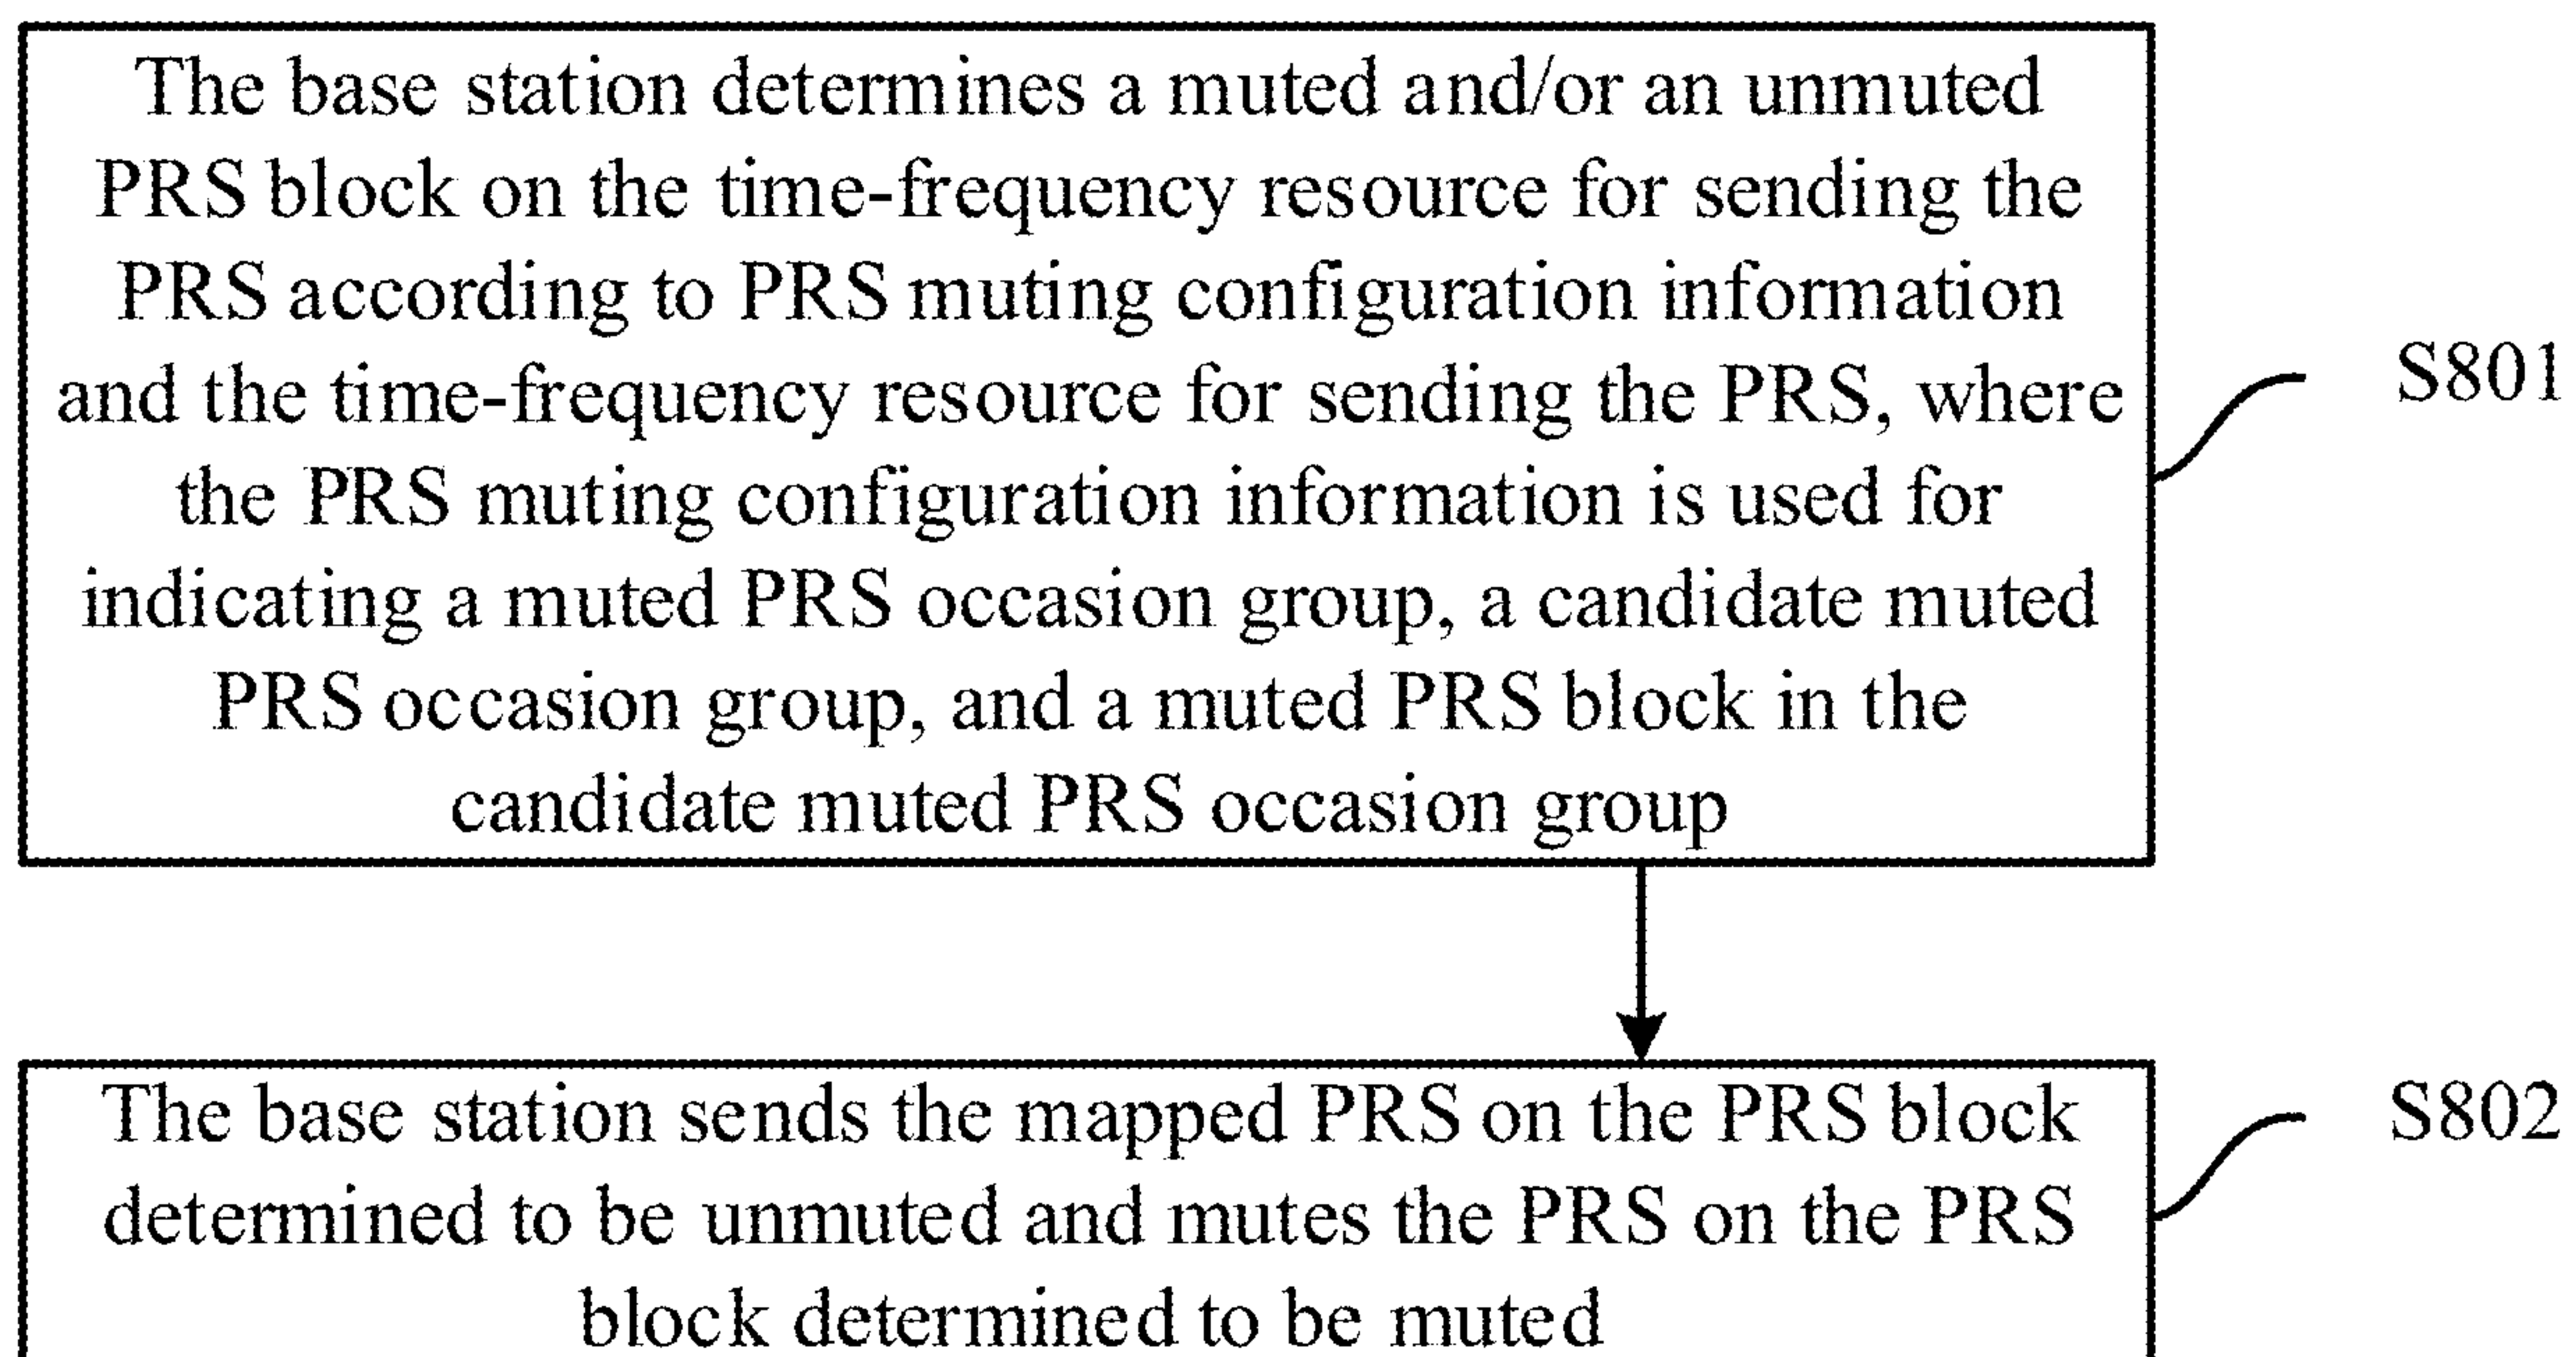 The base station determines a muted and/or an unmuted
PRS block on the time-frequency resource for sending the
PRS according to PRS muting configuration information
and the time-frequency resource for sending the PRS, where
the PRS muting configuration information is used for
indicating a muted PRS occasion group, a candidate muted
PRS occasion group, and a muted PRS block in the
candidate muted PRS occasion group
S801
The base station sends the mapped PRS on the PRS block
determined to be unmuted and mutes the PRS on the PRS
block determined to be muted
S802